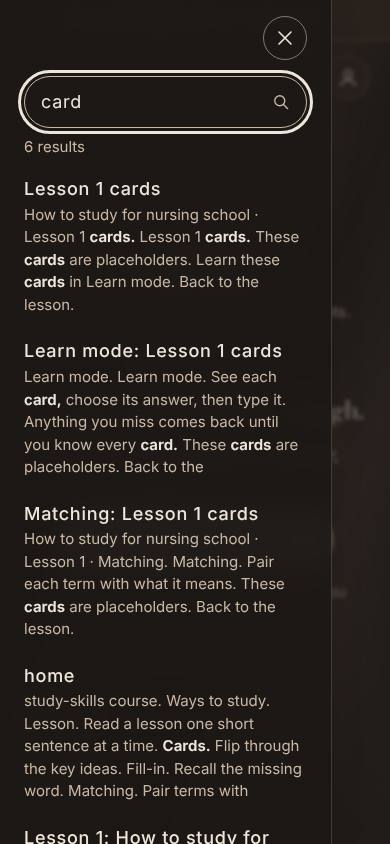 card
6 results
Lesson 1 cards
How to study for nursing school ·
Lesson 1 cards. Lesson 1 cards. These
cards are placeholders. Learn these
cards in Learn mode. Back to the
lesson.
Learn mode: Lesson 1 cards
Learn mode. Learn mode. See each
card, choose its answer, then type it.
Anything you miss comes back until
you know every card. These cards are
placeholders. Back to the
Matching: Lesson 1 cards
How to study for nursing school ·
Lesson 1 · Matching. Matching. Pair
each term with what it means. These
cards are placeholders. Back to the
lesson.
home
study-skills course. Ways to study.
Lesson. Read a lesson one short
sentence at a time. Cards. Flip through
the key ideas. Fill-in. Recall the missing
word. Matching. Pair terms with
Lesson 1: How to study for